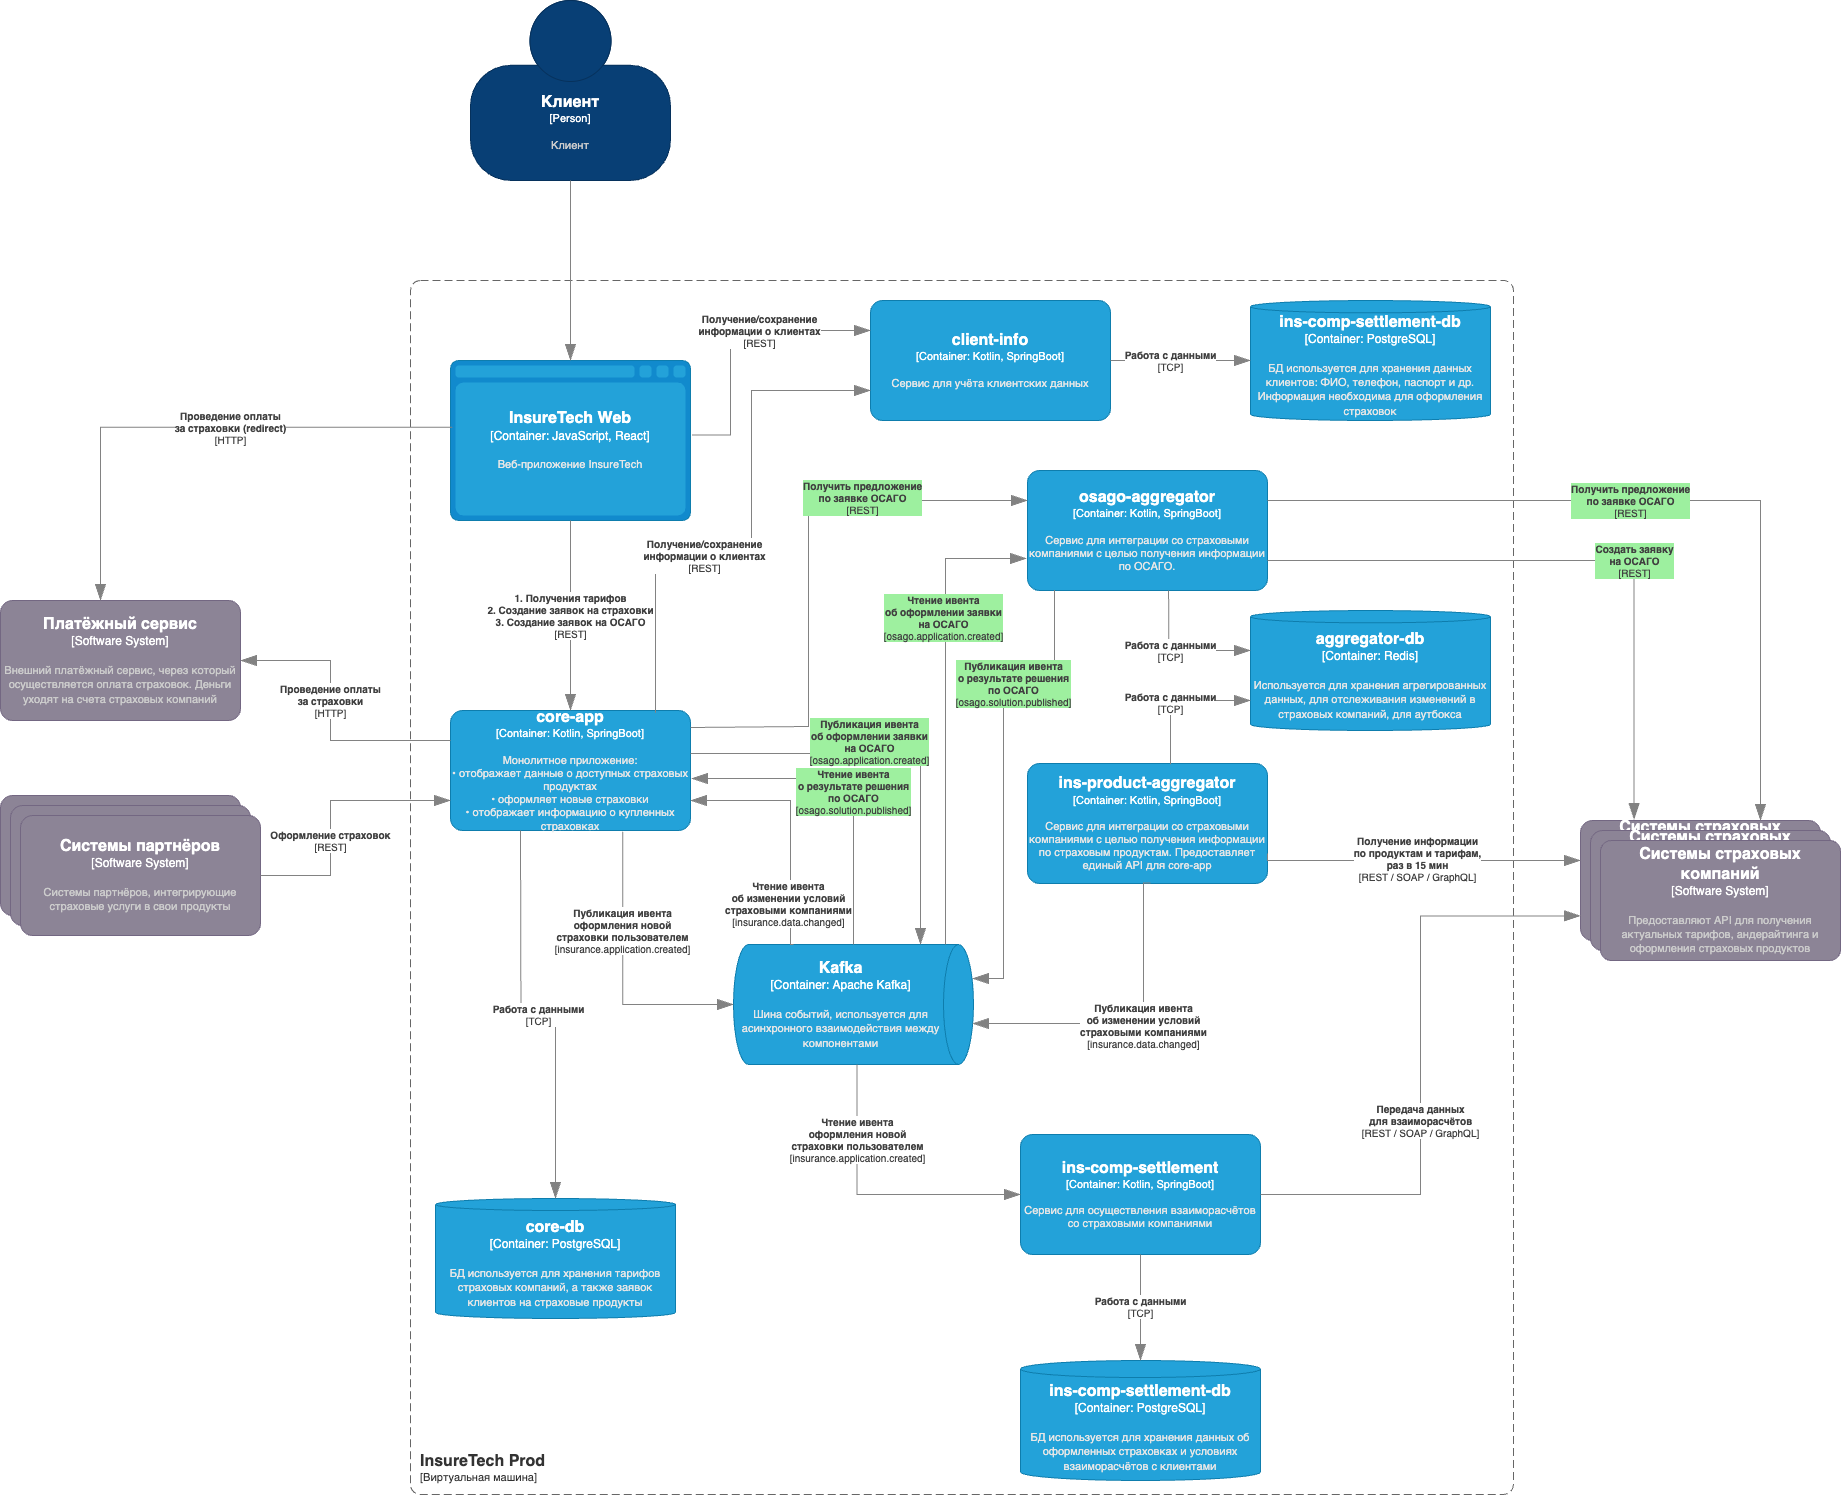 Клиент
[Person]
Клиент
Получение/сохранение
информации о клиентах
[REST]
client-info
[Container: Kotlin, SpringBoot]
Сервис для учёта клиентских данных
Работа с данными
[TCP]
ins-comp-settlement-db
[Container: PostgreSQL]
БД используется для хранения данных
клиентов: ФИО, телефон, паспорт и др.
Информация необходима для оформления
страховок
InsureTech Web
[Container: JavaScript, React]
Веб-приложение InsureTech
Проведение оплаты
за страховки (redirect)
[HTTP]
Получить предложение
по заявке ОСАГО
[REST]
osago-aggregator
[Container: Kotlin, SpringBoot]
Сервис для интеграции со страховыми
компаниями с целью получения информации
по ОСАГО.
Получить предложение
по заявке ОСАГО
[REST]
Создать заявку
на ОСАГО
[REST]
Получение/сохранение
информации о клиентах
[REST]
1. Получения тарифов
2. Создание заявок на страховки
3. Создание заявок на ОСАГО
[REST]
Чтение ивента
об оформлении заявки
на ОСАГО
[osago.application.created]
Платёжный сервис
[Software System]
Внешний платёжный сервис, через который
осуществляется оплата страховок. Деньги
уходят на счета страховых компаний
Проведение оплаты
за страховки
[HTTP]
Публикация ивента
о результате решения
по ОСАГО
[osago.solution.published]
Работа с данными
[TCP]
Работа с данными
[TCP]
aggregator-db
[Container: Redis]
Используется для хранения агрегированных
данных, для отслеживания изменений в
страховых компаний, для аутбокса
core-app
[Container: Kotlin, SpringBoot]
Монолитное приложение:
• отображает данные о доступных страховых
продуктах
• оформляет новые страховки
• отображает информацию о купленных
страховках
Публикация ивента
об оформлении заявки
на ОСАГО
[osago.application.created]
Чтение ивента
о результате решения
по ОСАГО
[osago.solution.published]
ins-product-aggregator
[Container: Kotlin, SpringBoot]
Сервис для интеграции со страховыми
компаниями с целью получения информации
по страховым продуктам. Предоставляет
единый API для core-app
Получение информации
по продуктам и тарифам,
раз в 15 мин
[REST / SOAP / GraphQL]
Системы страховых
Системы страховых
Системы страховых
компаний
[Software System]
Предоставляют API для получения
актуальных тарифов, андерайтинга и
оформления страховых продуктов
Системы партнёров
[Software System]
Системы партнёров, интегрирующие
страховые услуги в свои продукты
Оформление страховок
[REST]
Публикация ивента
оформления новой
страховки пользователем
[insurance.application.created]
Чтение ивента
об изменении условий
страховыми компаниями
[insurance.data.changed]
Kafka
[Container: Apache Kafka]
Шина событий, используется для
асинхронного взаимодействия между
компонентами
Работа с данными
[TCP]
Публикация ивента
об изменении условий
страховыми компаниями
[insurance.data.changed]
Чтение ивента
оформления новой
страховки пользователем
[insurance.application.created]
Передача данных
для взаиморасчётов
[REST / SOAP / GraphQL]
ins-comp-settlement
[Container: Kotlin, SpringBoot]
Сервис для осуществления взаиморасчётов
со страховыми компаниями
core-db
[Container: PostgreSQL]
БД используется для хранения тарифов
страховых компаний, а также заявок
клиентов на страховые продукты
Работа с данными
[TCP]
ins-comp-settlement-db
[Container: PostgreSQL]
БД используется для хранения данных об
оформленных страховках и условиях
взаиморасчётов с клиентами
InsureTech Prod
[Виртуальная машина]